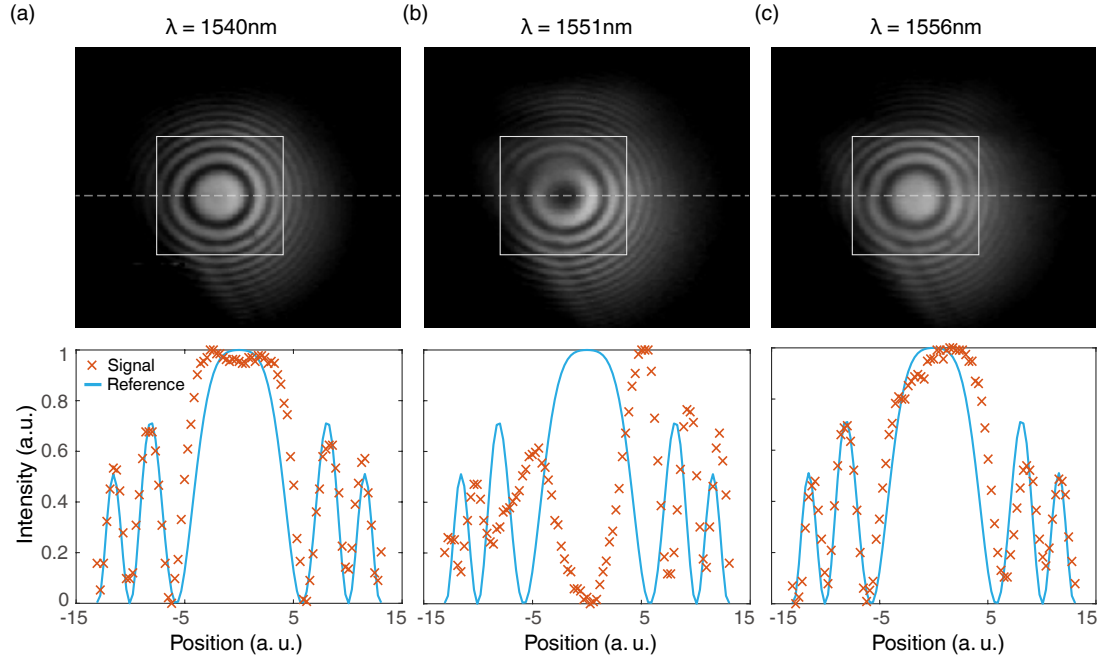 (a)
λ = 1540nm
(b)
λ = 1551nm
(c)
λ = 1556nm
1
0.8
0.6
0.4
0.2
0
Intensity (a.u.)
Signal
Reference
-15
-5
5
15
Position (a. u.)
-15
-5
5
15
Position (a. u.)
-15
-5
5
15
Position (a. u.)